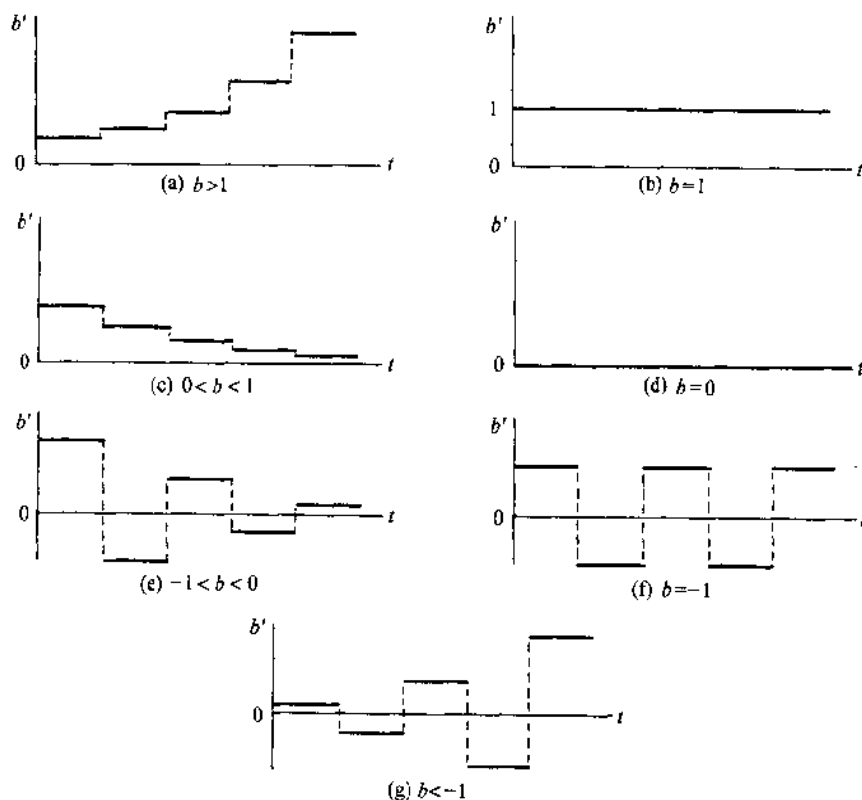 b'
0
t
(a) b>1
b'
1
0
t
(b) b=1
b'
0
t
(c) 0<b<1
b'
0
t
(d) b=0
b'
0
t
(e) −1<b<0
b'
0
(f) b=−1
b'
0
t
(g) b<−1